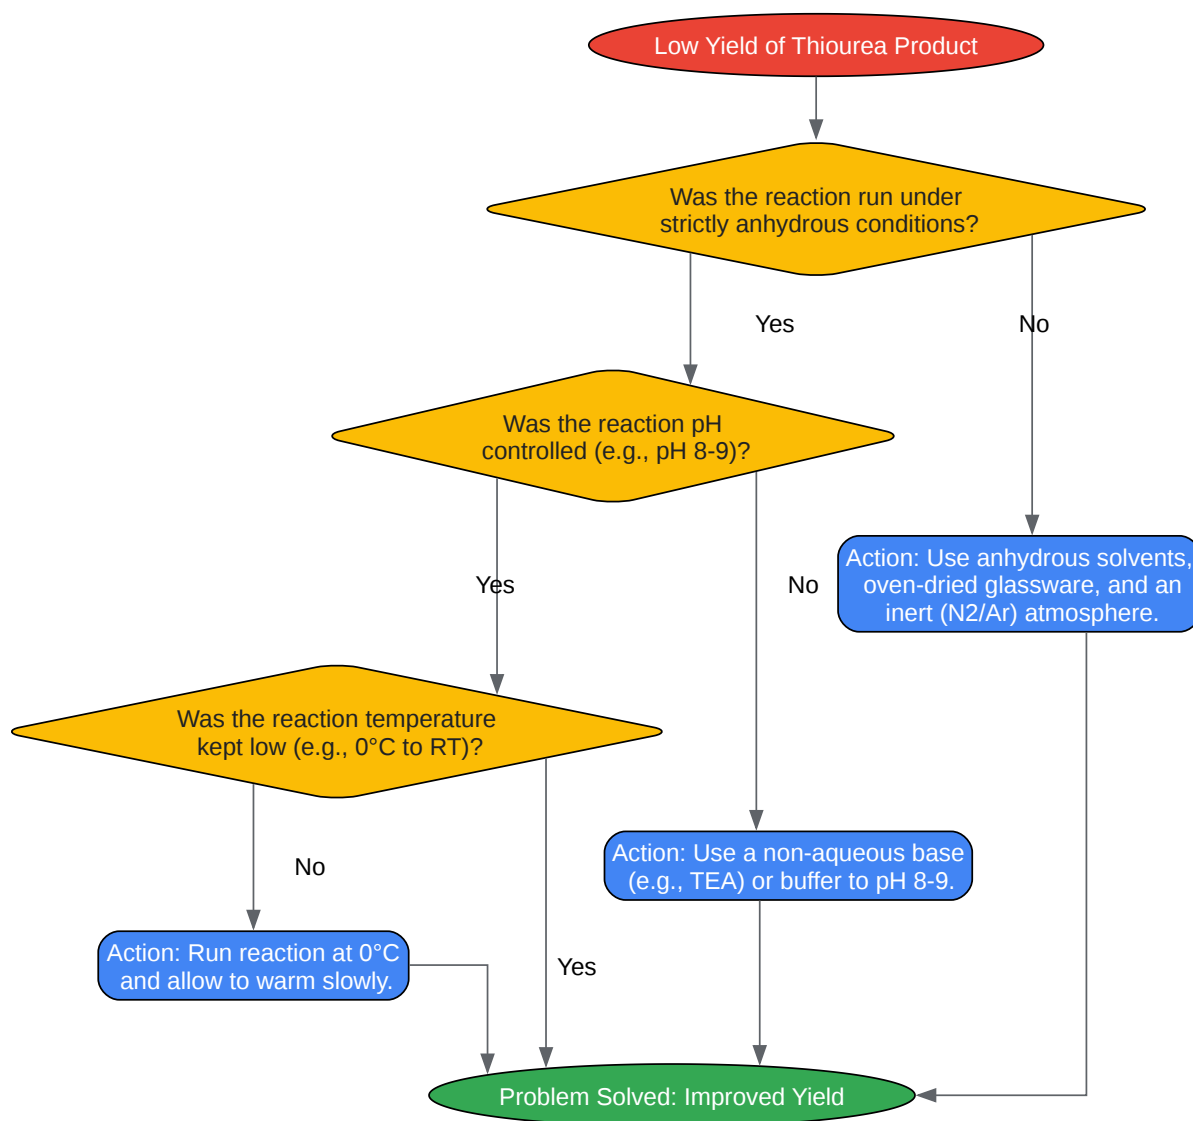 Low Yield of Thiourea Product
Was the reaction run under
strictly anhydrous conditions?
Yes
No
Was the reaction pH
controlled (e.g., pH 8-9)?
Yes
No
Action: Use anhydrous solvents,
oven-dried glassware, and an
inert (N2/Ar) atmosphere.
Was the reaction temperature
kept low (e.g., 0°C to RT)?
No
Action: Use a non-aqueous base
(e.g., TEA) or buffer to pH 8-9.
Action: Run reaction at 0°C
and allow to warm slowly.
Yes
Problem Solved: Improved Yield